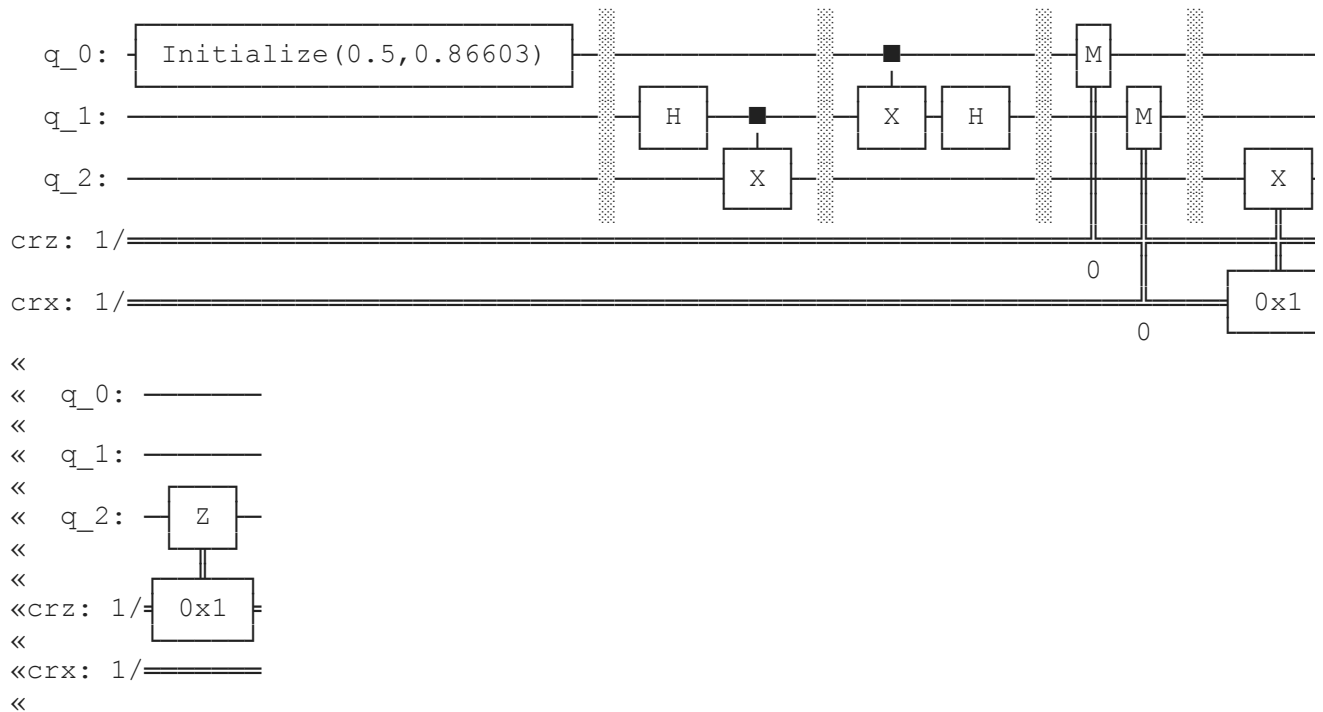 q_0: Initialize(0.5,0.86603) M
q_1: H X H M
q_2: X X
crz: 1/
0
crx: 1/ 0x1
0
«
« q_0:
«
« q_1:
«
« q_2: Z
«
«
«crz: 1/ 0x1
«
«crx: 1/
«